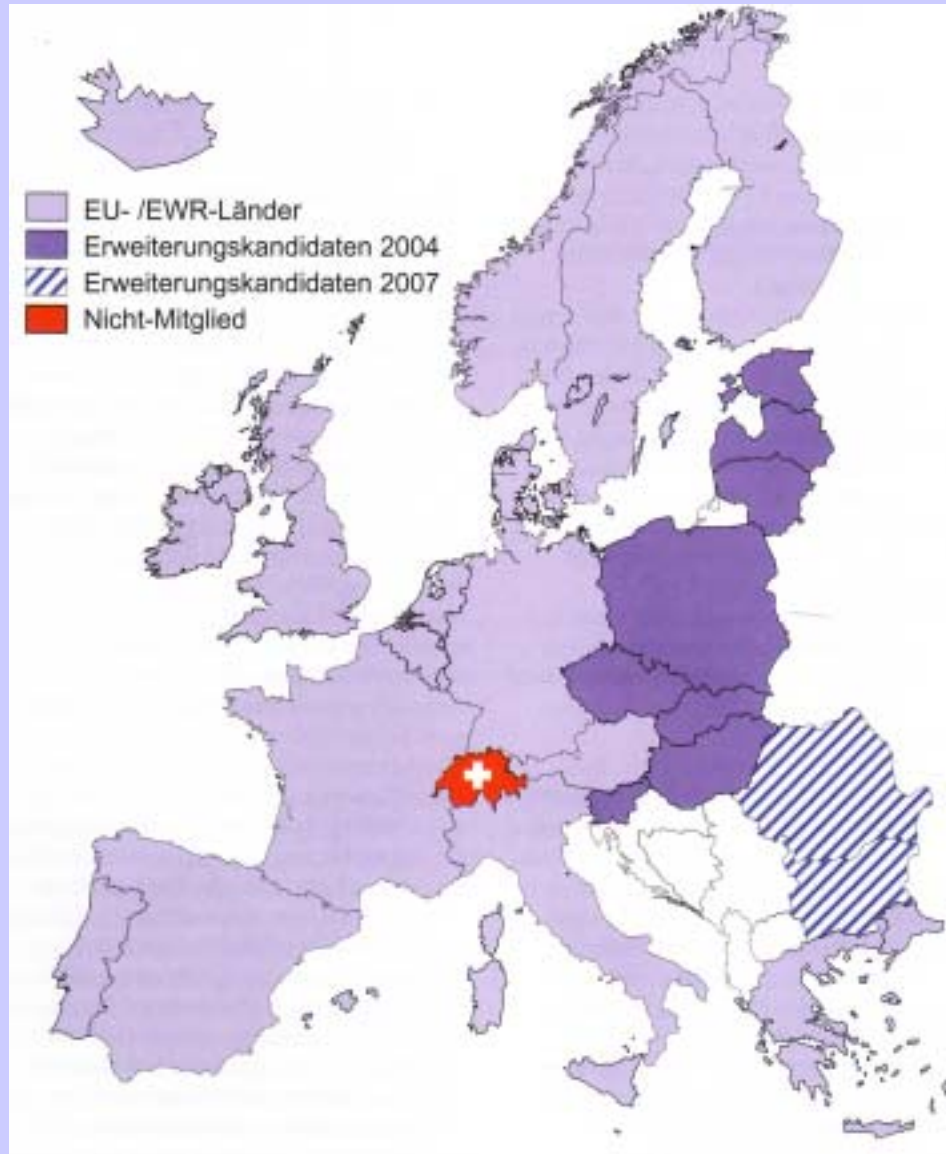 EU- /EWR-Länder
Erweiterungskandidaten 2004
Erweiterungskandidaten 2007
Nicht-Mitglied